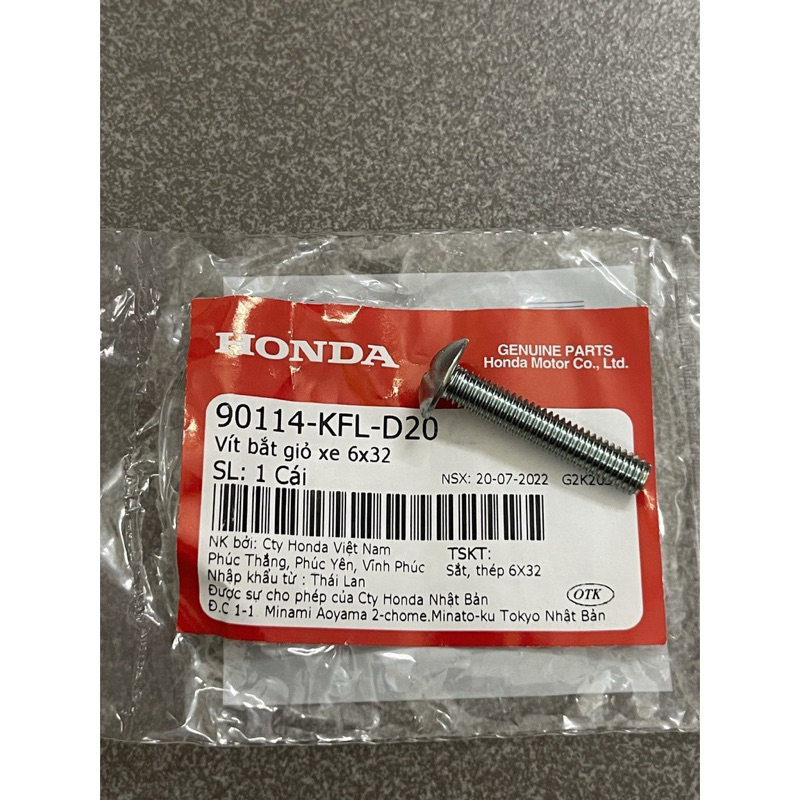 HONDA
GENUINE PARTS
Honda Motor Co., Ltd.
90114-KFL-D20
Vít bắt giỏ xe 6x32
SL: 1 Cái
NSX: 20-07-2022
NK bởi: Cty Honda Việt Nam
Phúc Thắng, Phúc Yên, Vĩnh Phúc
Nhập khẩu từ : Thái Lan
TSKT:
Sắt, thép 6X32
Được sự cho phép của Cty Honda Nhật Bản
OTK
Đ.C 1-1 Minami Aoyama 2-chome.Minato-ku Tokyo Nhật Bản